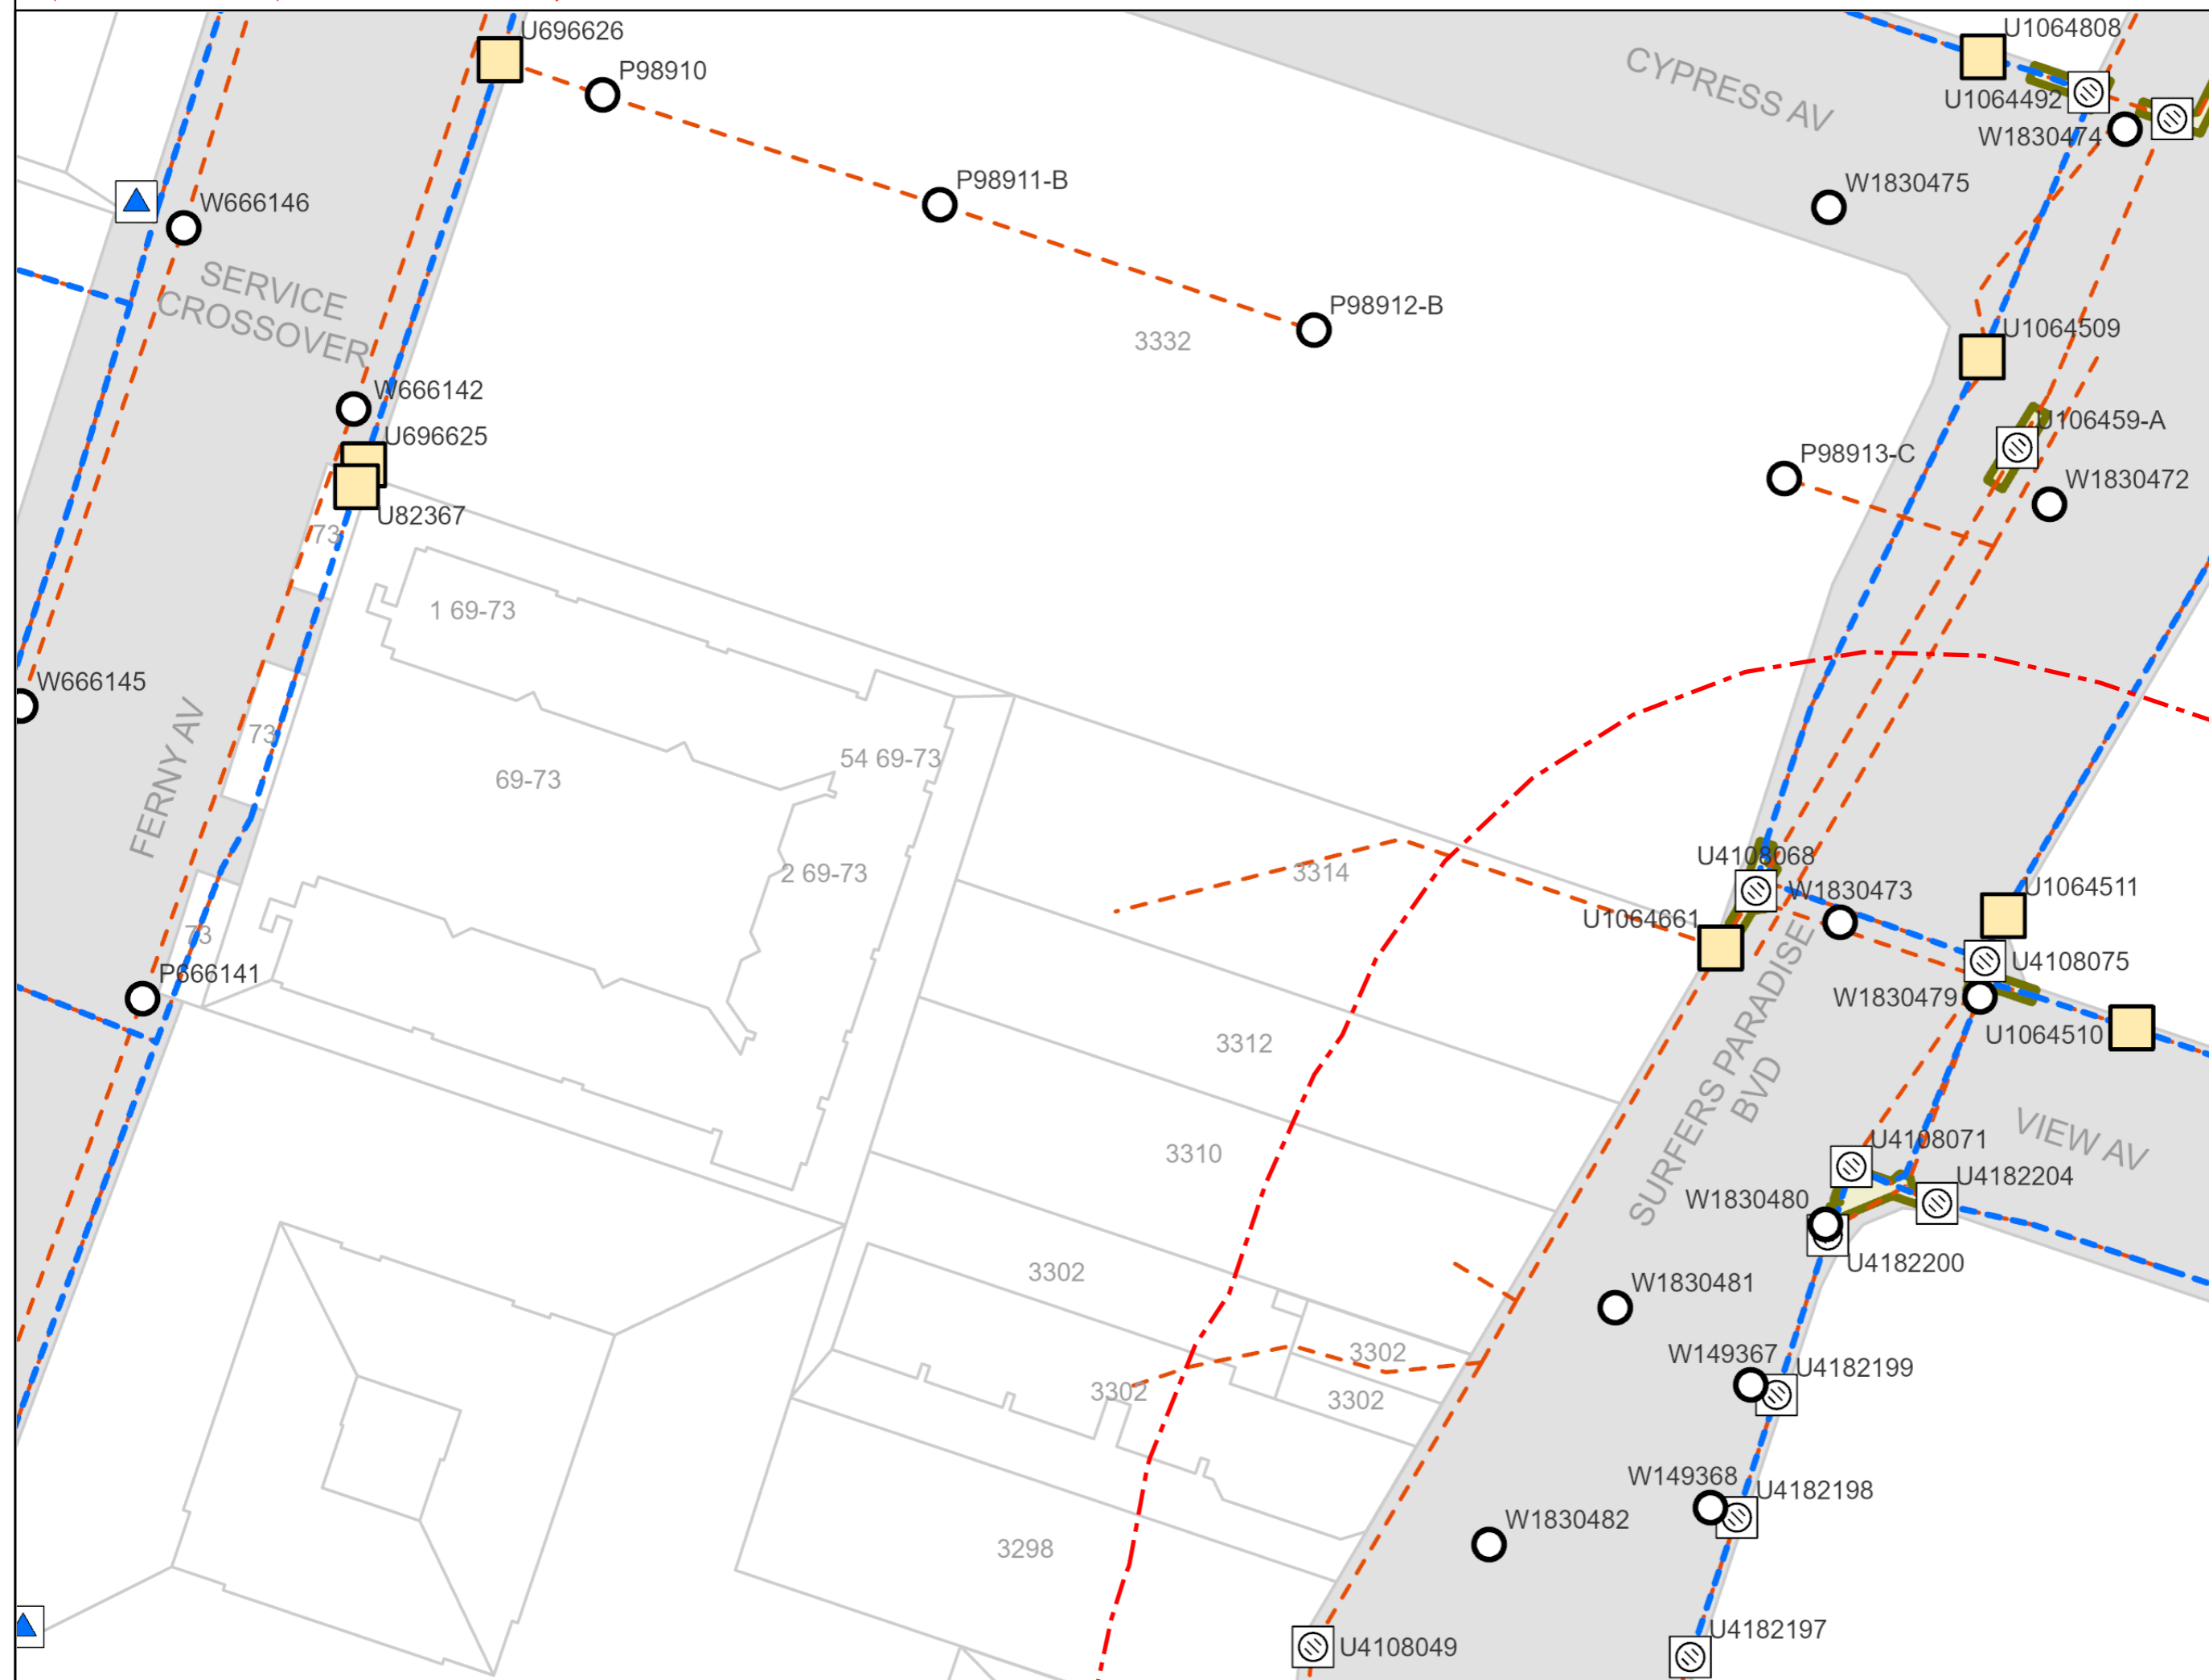 U696626
P98910
U1064808
CYPRESS AV
U1064492
W1830474
P98911-B
W1830475
W666146
SERVICE
CROSSOVER
P98912-B
3332
U1064509
W666142
U696625
U106459-A
P98913-C
W1830472
U82367
73
1 69-73
W666145
FERNY AV
73
69-73
54 69-73
2 69-73
3314
U4108068
W1830473
U1064511
U1064661
73
P666141
U4108075
W1830479
U1064510
3312
SURFERS PARADISE
BVD
VIEW AV
3310
U4108071
U4182204
W1830480
U4182200
3302
W1830481
3302
W149367
U4182199
3302
3302
W149368
U4182198
W1830482
3298
U4108049
U4182197